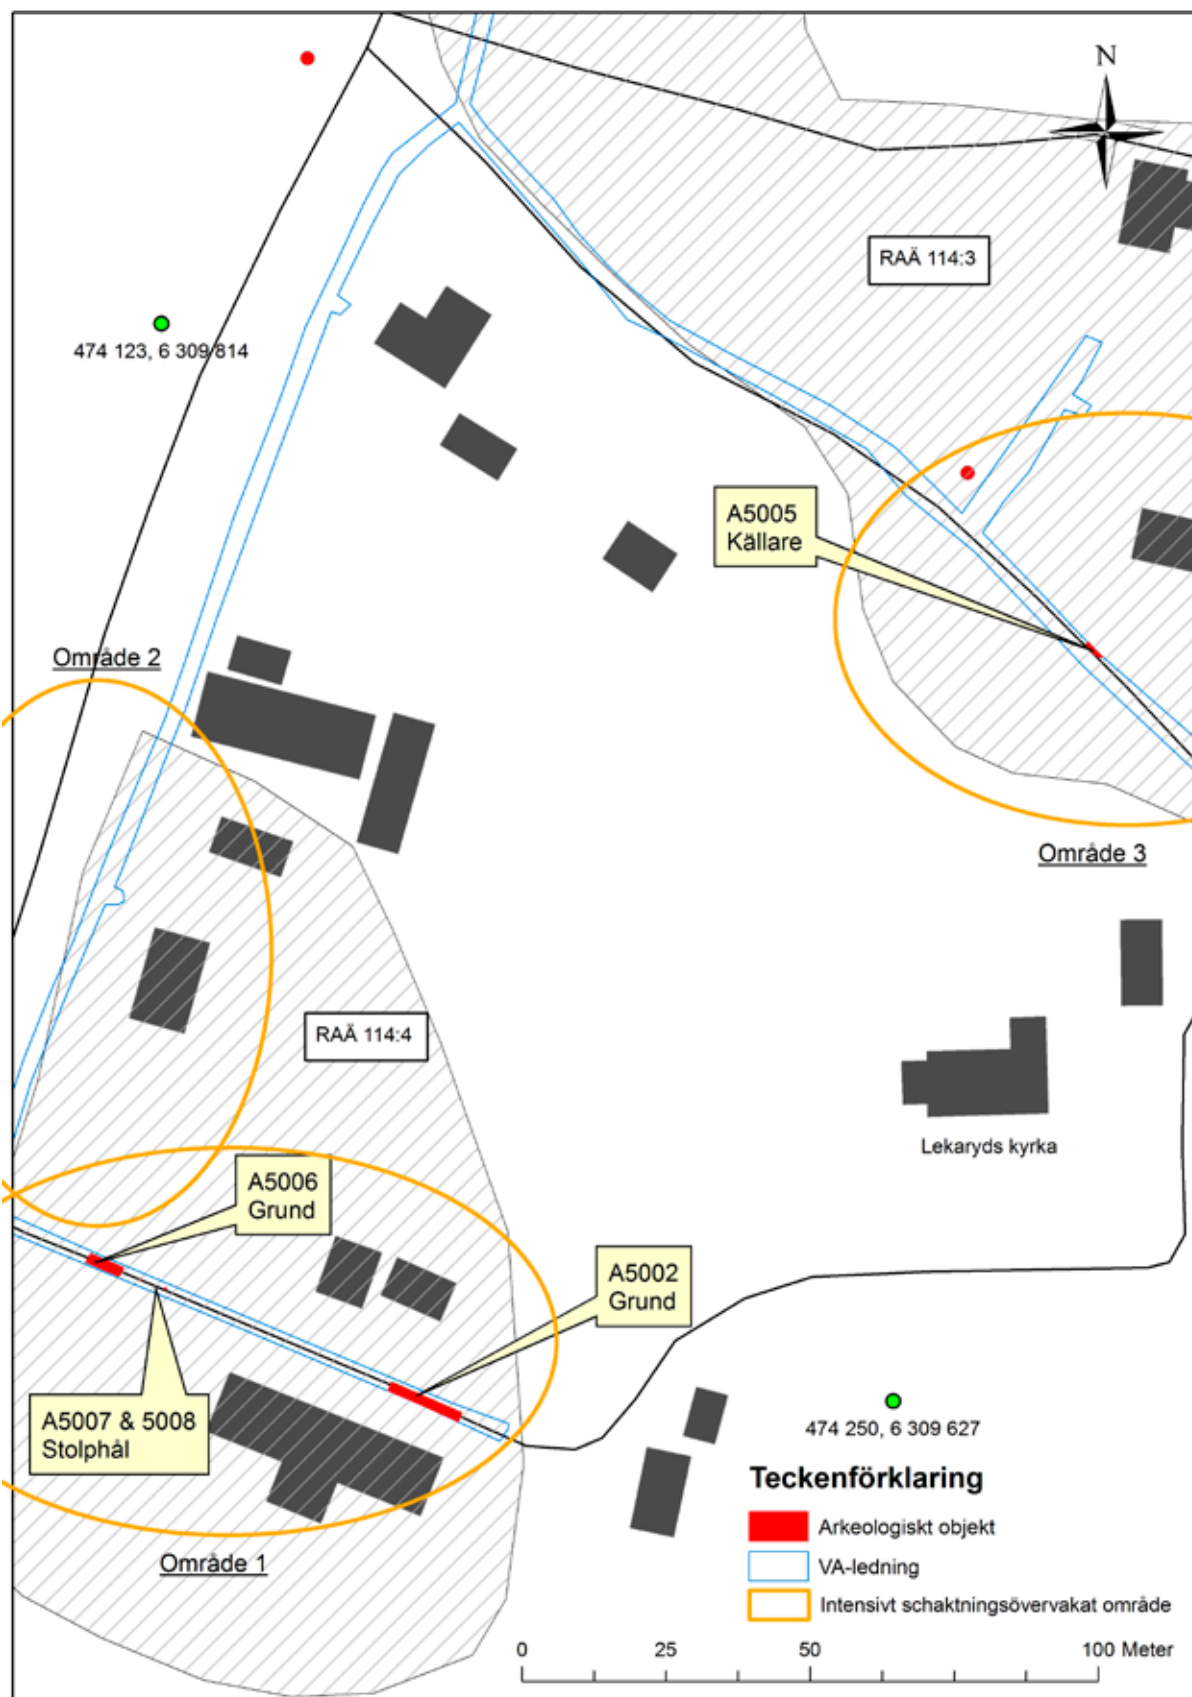 N
RAÄ 114:3
474 123, 6 309 814
A5005
Källare
Område 2
Område 3
RAÄ 114:4
Lekaryds kyrka
A5006
Grund
A5002
Grund
A5007 & 5008
Stolphål
474 250, 6 309 627
Område 1
Teckenförklaring
Arkeologiskt objekt
VA-ledning
Intensivt schaktningsövervakat område
0 25 50 100 Meter